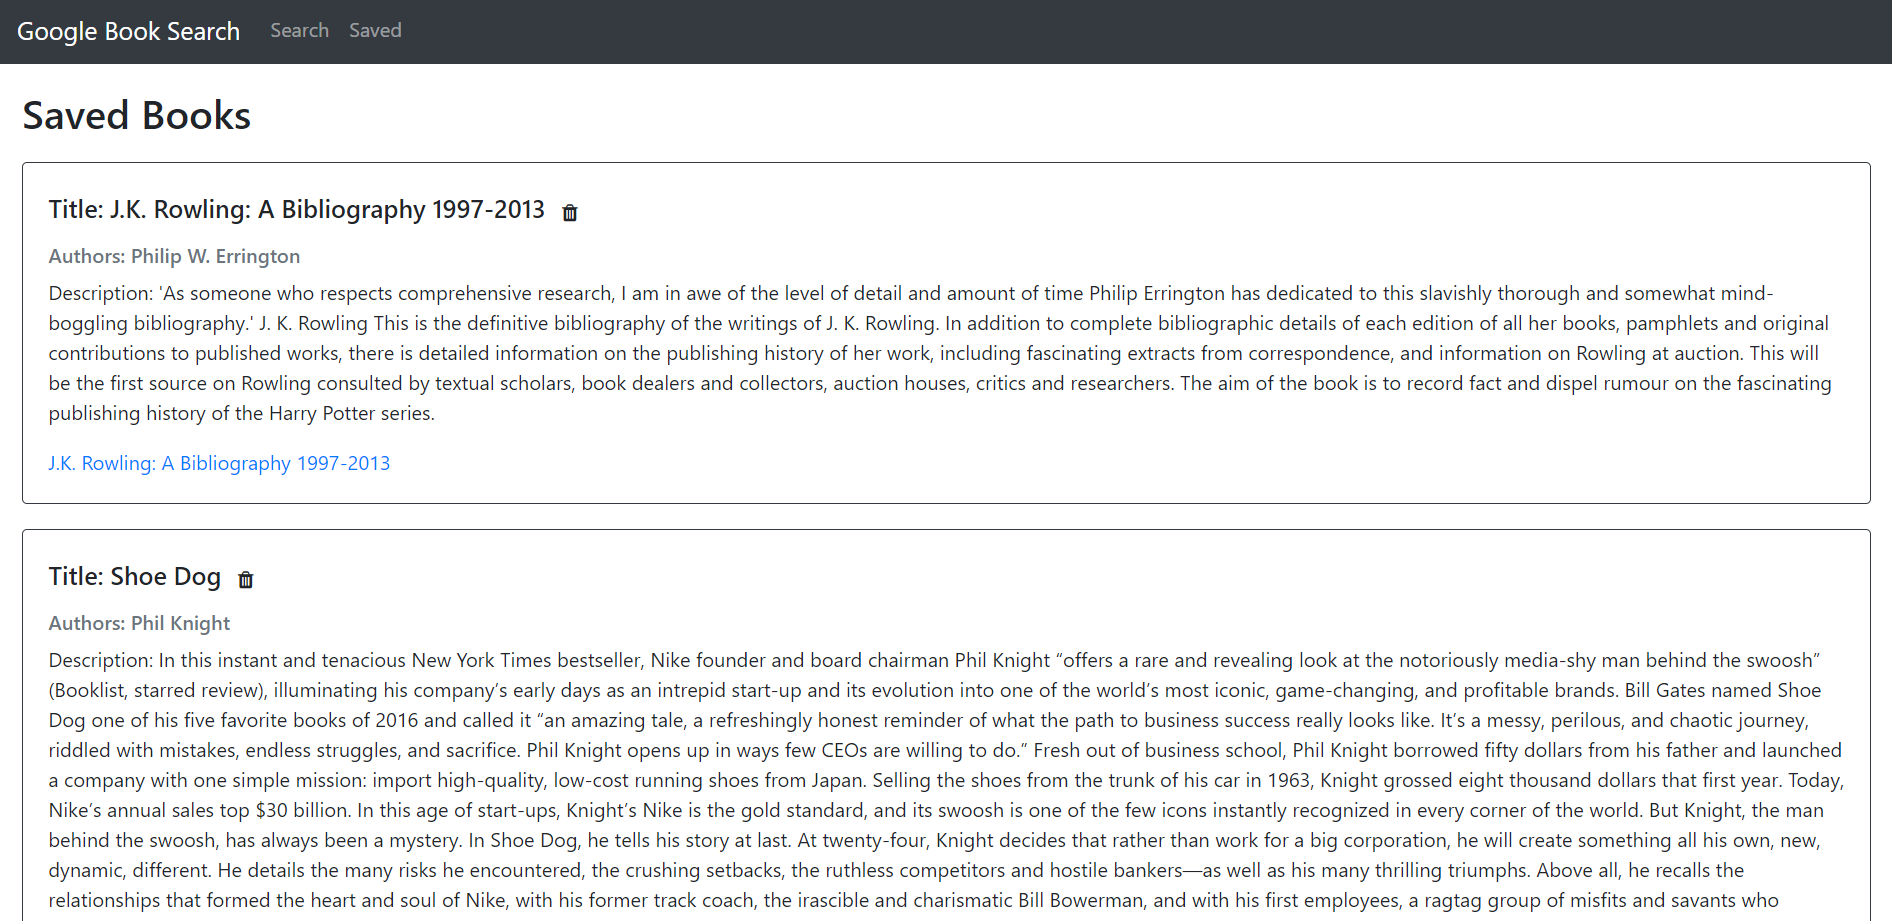 Google Book Search Search Saved
Saved Books
Title: J.K. Rowling: A Bibliography 1997-2013
Authors: Philip W. Errington
Description: 'As someone who respects comprehensive research, I am in awe of the level of detail and amount of time Philip Errington has dedicated to this slavishly thorough and somewhat mind-
boggling bibliography.' J. K. Rowling This is the definitive bibliography of the writings of J. K. Rowling. In addition to complete bibliographic details of each edition of all her books, pamphlets and original
contributions to published works, there is detailed information on the publishing history of her work, including fascinating extracts from correspondence, and information on Rowling at auction. This will
be the first source on Rowling consulted by textual scholars, book dealers and collectors, auction houses, critics and researchers. The aim of the book is to record fact and dispel rumour on the fascinating
publishing history of the Harry Potter series.
J.K. Rowling: A Bibliography 1997-2013
Title: Shoe Dog
Authors: Phil Knight
Description: In this instant and tenacious New York Times bestseller, Nike founder and board chairman Phil Knight “offers a rare and revealing look at the notoriously media-shy man behind the swoosh”
(Booklist, starred review), illuminating his company’s early days as an intrepid start-up and its evolution into one of the world’s most iconic, game-changing, and profitable brands. Bill Gates named Shoe
Dog one of his five favorite books of 2016 and called it “an amazing tale, a refreshingly honest reminder of what the path to business success really looks like. It’s a messy, perilous, and chaotic journey,
riddled with mistakes, endless struggles, and sacrifice. Phil Knight opens up in ways few CEOs are willing to do.” Fresh out of business school, Phil Knight borrowed fifty dollars from his father and launched
a company with one simple mission: import high-quality, low-cost running shoes from Japan. Selling the shoes from the trunk of his car in 1963, Knight grossed eight thousand dollars that first year. Today,
Nike’s annual sales top $30 billion. In this age of start-ups, Knight’s Nike is the gold standard, and its swoosh is one of the few icons instantly recognized in every corner of the world. But Knight, the man
behind the swoosh, has always been a mystery. In Shoe Dog, he tells his story at last. At twenty-four, Knight decides that rather than work for a big corporation, he will create something all his own, new,
dynamic, different. He details the many risks he encountered, the crushing setbacks, the ruthless competitors and hostile bankers—as well as his many thrilling triumphs. Above all, he recalls the
relationships that formed the heart and soul of Nike, with his former track coach, the irascible and charismatic Bill Bowerman, and with his first employees, a ragtag group of misfits and savants who